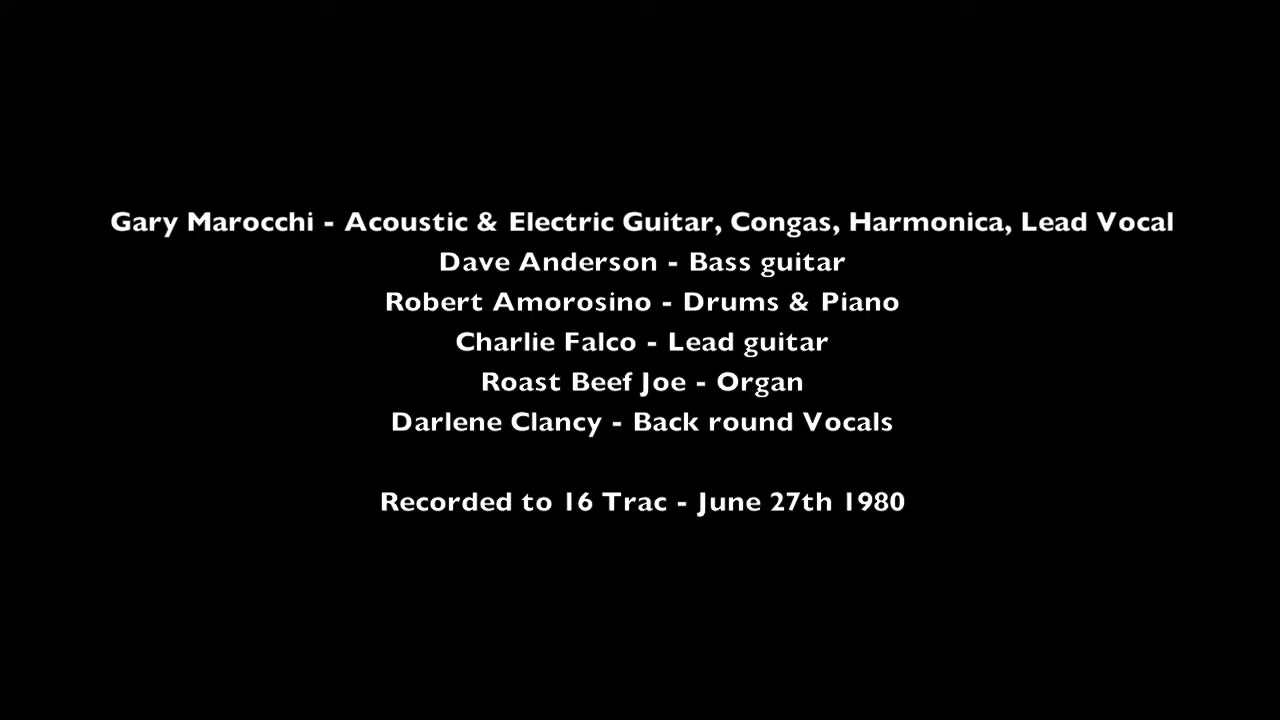 Gary Marocchi - Acoustic & Electric Guitar, Congas, Harmonica, Lead Vocal
Dave Anderson - Bass guitar
Robert Amorosino - Drums & Piano
Charlie Falco - Lead guitar
Roast Beef Joe - Organ
Darlene Clancy - Back round Vocals
Recorded to 16 Trac - June 27th 1980